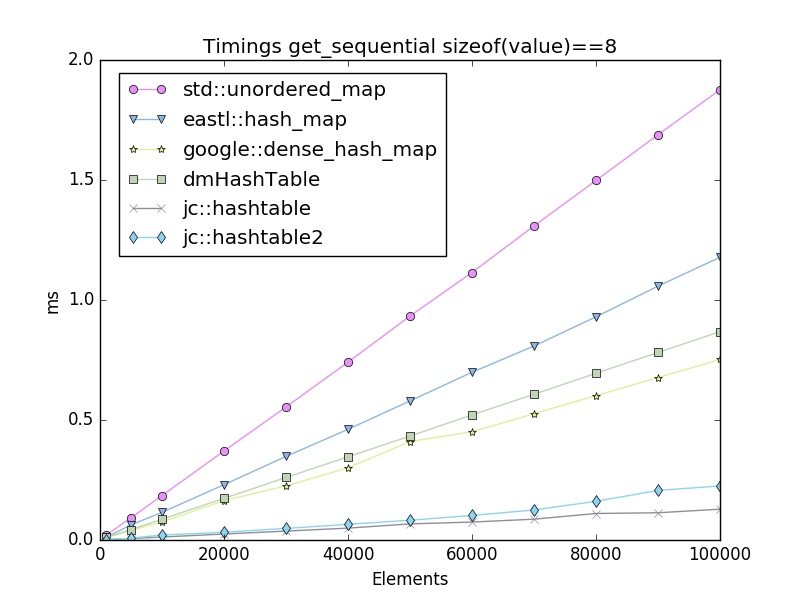 Timings get_sequential sizeof(value)==8
2.0
std::unordered_map
eastl::hash_map
google::dense_hash_map
dmHashTable
jc::hashtable
jc::hashtable2
1.5
1.0
ms
0.5
0.0
0 20000 40000 60000 80000 100000
Elements